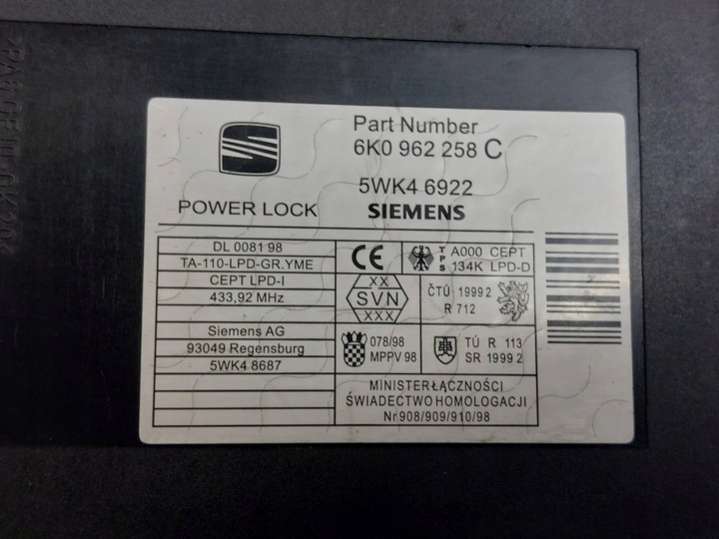 Part Number
6K0 962 258 C
5WK4 6922
POWER LOCK SIEMENS
DL 0081 98
TA-110-LPD-GR.YME
CEPT LPD-I
433,92 MHz
Siemens AG
93049 Regensburg
5WK4 8687
CE
T P S
A000 CEPT
134K LPD-D
XX
SVN
XXX
ČTÚ 1999 2
R 712
078/98
MPPV 98
TÚ R 113
SR 1999 2
MINISTER ŁĄCZNOŚCI
ŚWIADECTWO HOMOLOGACJI
Nr 908/909/910/98